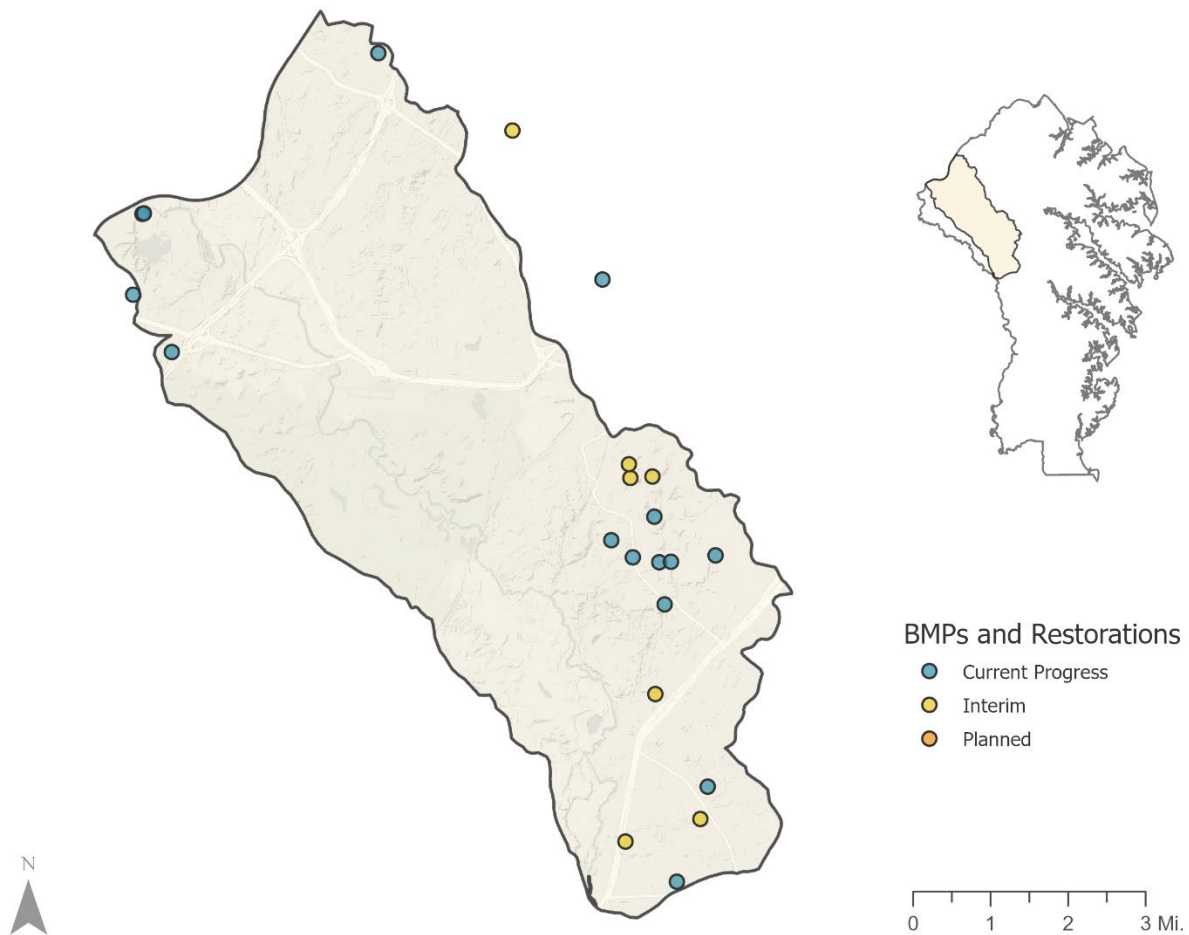 BMPs and Restorations
Current Progress
Interim
Planned
N
0 1 2 3 Mi.